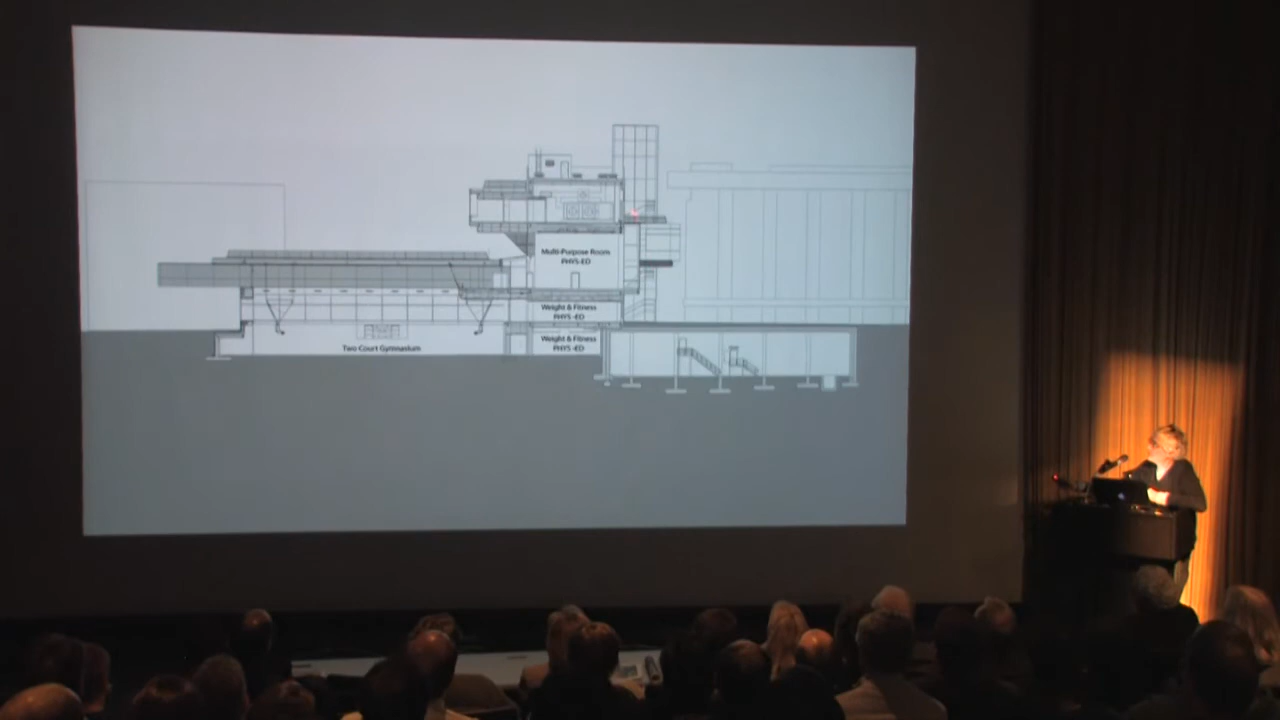 Multi-Purpose Room
PHYS-ED
Weight & Fitness
PHYS -ED
Weight & Fitness
PHYS -ED
Two Court Gymnasium